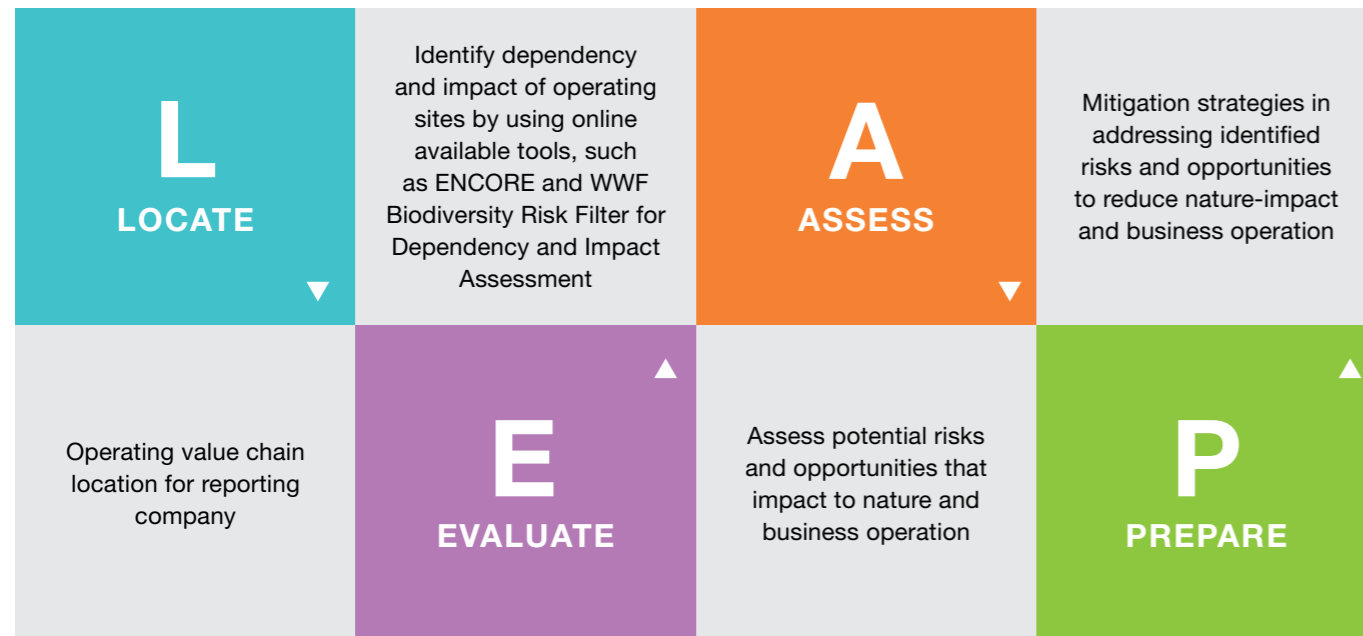 L
LOCATE
Operating value chain
location for reporting
company
Identify dependency
and impact of operating
sites by using online
available tools, such
as ENCORE and WWF
Biodiversity Risk Filter for
Dependency and Impact
Assessment
E
EVALUATE
A
ASSESS
Assess potential risks
and opportunities that
impact to nature and
business operation
Mitigation strategies in
addressing identified
risks and opportunities
to reduce nature-impact
and business operation
P
PREPARE